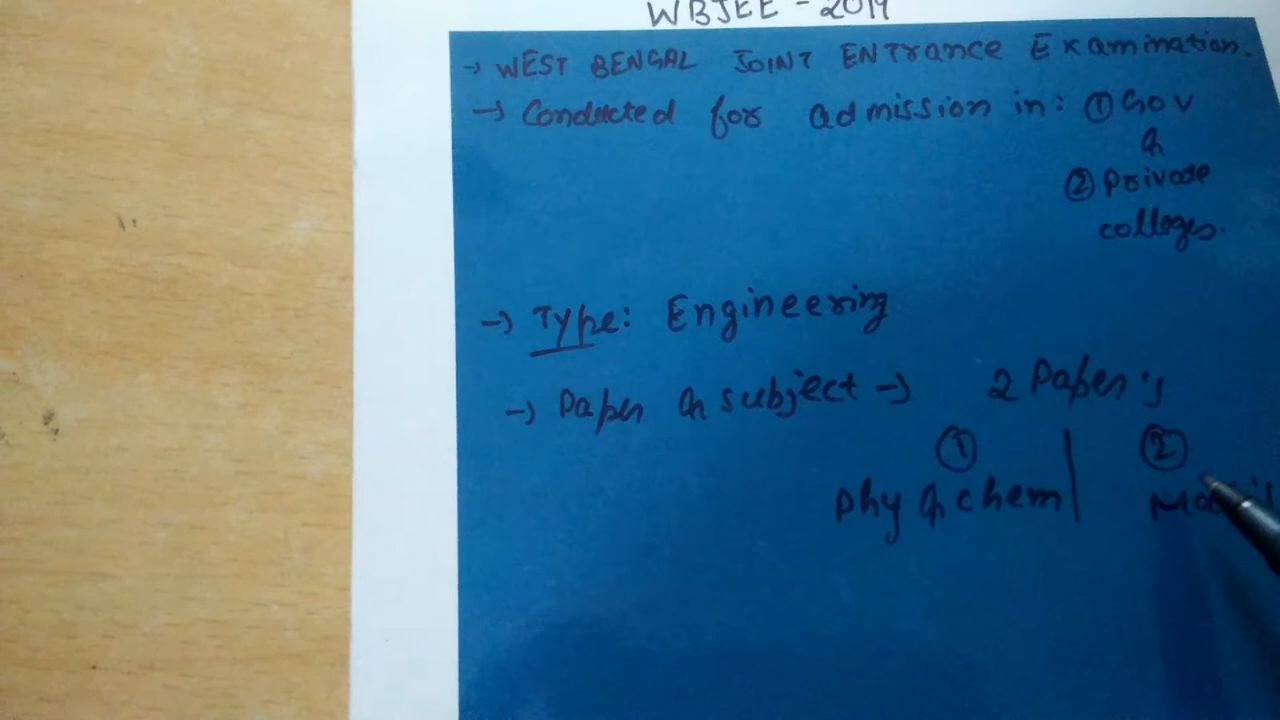 WBJEE - 2019
→ WEST BENGAL JOINT ENTrance Examination.
→ Conducted for admission in: ① Gov
&
② Private
colleges.
→ Type: Engineering
→ Paper & subject → 2 Paper's
① ②
Phy & chem